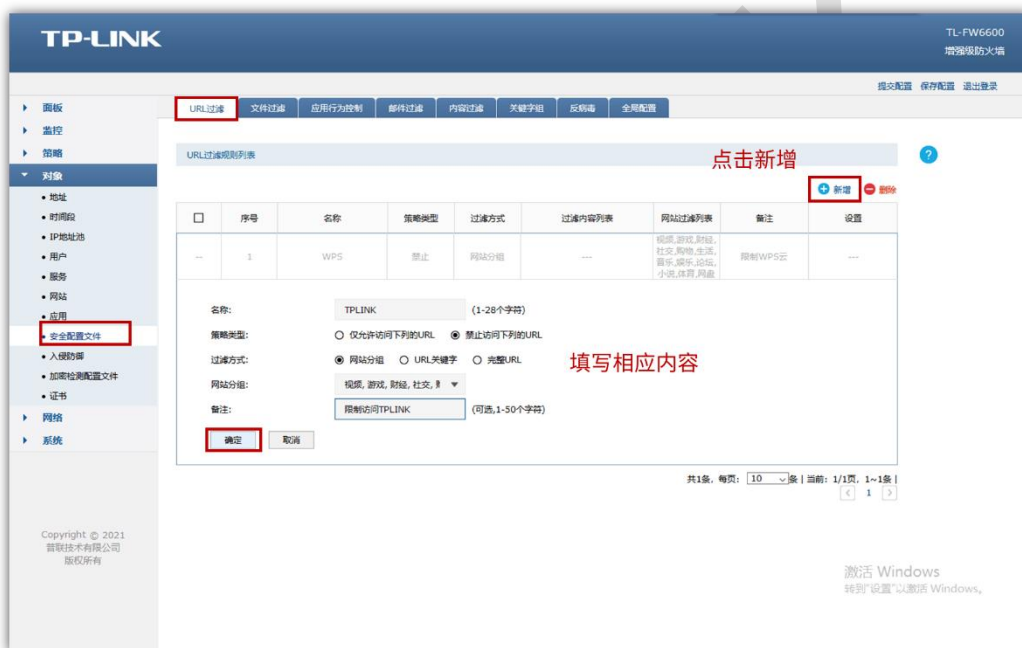 TP-LINK
TL-FW6600
增强级防火墙
提交配置 保存配置 退出登录
面板
监控
策略
对象
地址
时间段
IP地址池
用户
服务
网站
应用
安全配置文件
入侵防御
加密检测配置文件
证书
网络
系统
URL过滤 文件过滤 应用行为控制 邮件过滤 内容过滤 关键字组 反病毒 全局配置
URL过滤规则列表
?
点击新增
新增 删除
序号 名称 策略类型 过滤方式 过滤内容列表 网站过滤列表 备注 设置
--- 1 WPS 禁止 网站分组 --- 视频,游戏,财经, 限制WPS云 ---
社交,购物,生活,
音乐,娱乐,论坛,
小说,体育,网盘
名称: TPLINK (1-28个字符)
策略类型: 仅允许访问下列的URL 禁止访问下列的URL
过滤方式: 网站分组 URL关键字 完整URL
填写相应内容
网站分组: 视频, 游戏, 财经, 社交,
备注: 限制访问TPLINK (可选,1-50个字符)
确定 取消
共1条, 每页: 10 条 | 当前: 1/1页, 1~1条 |
< 1 >
Copyright © 2021
普联技术有限公司
版权所有
激活 Windows
转到"设置"以激活 Windows。